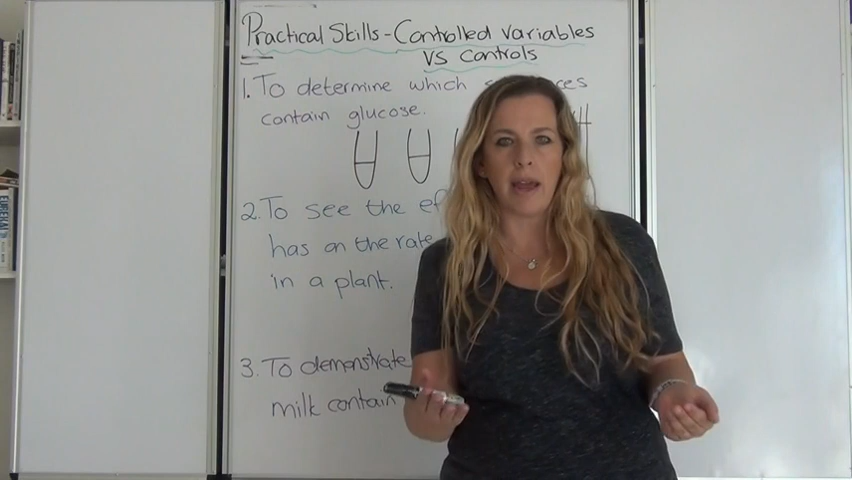 Practical Skills - Controlled Variables
VS Controls
1. To determine which
contain glucose.
2. To see the
has on the rate
in a plant.
3. To demonstrate
milk contain
EUREKA!